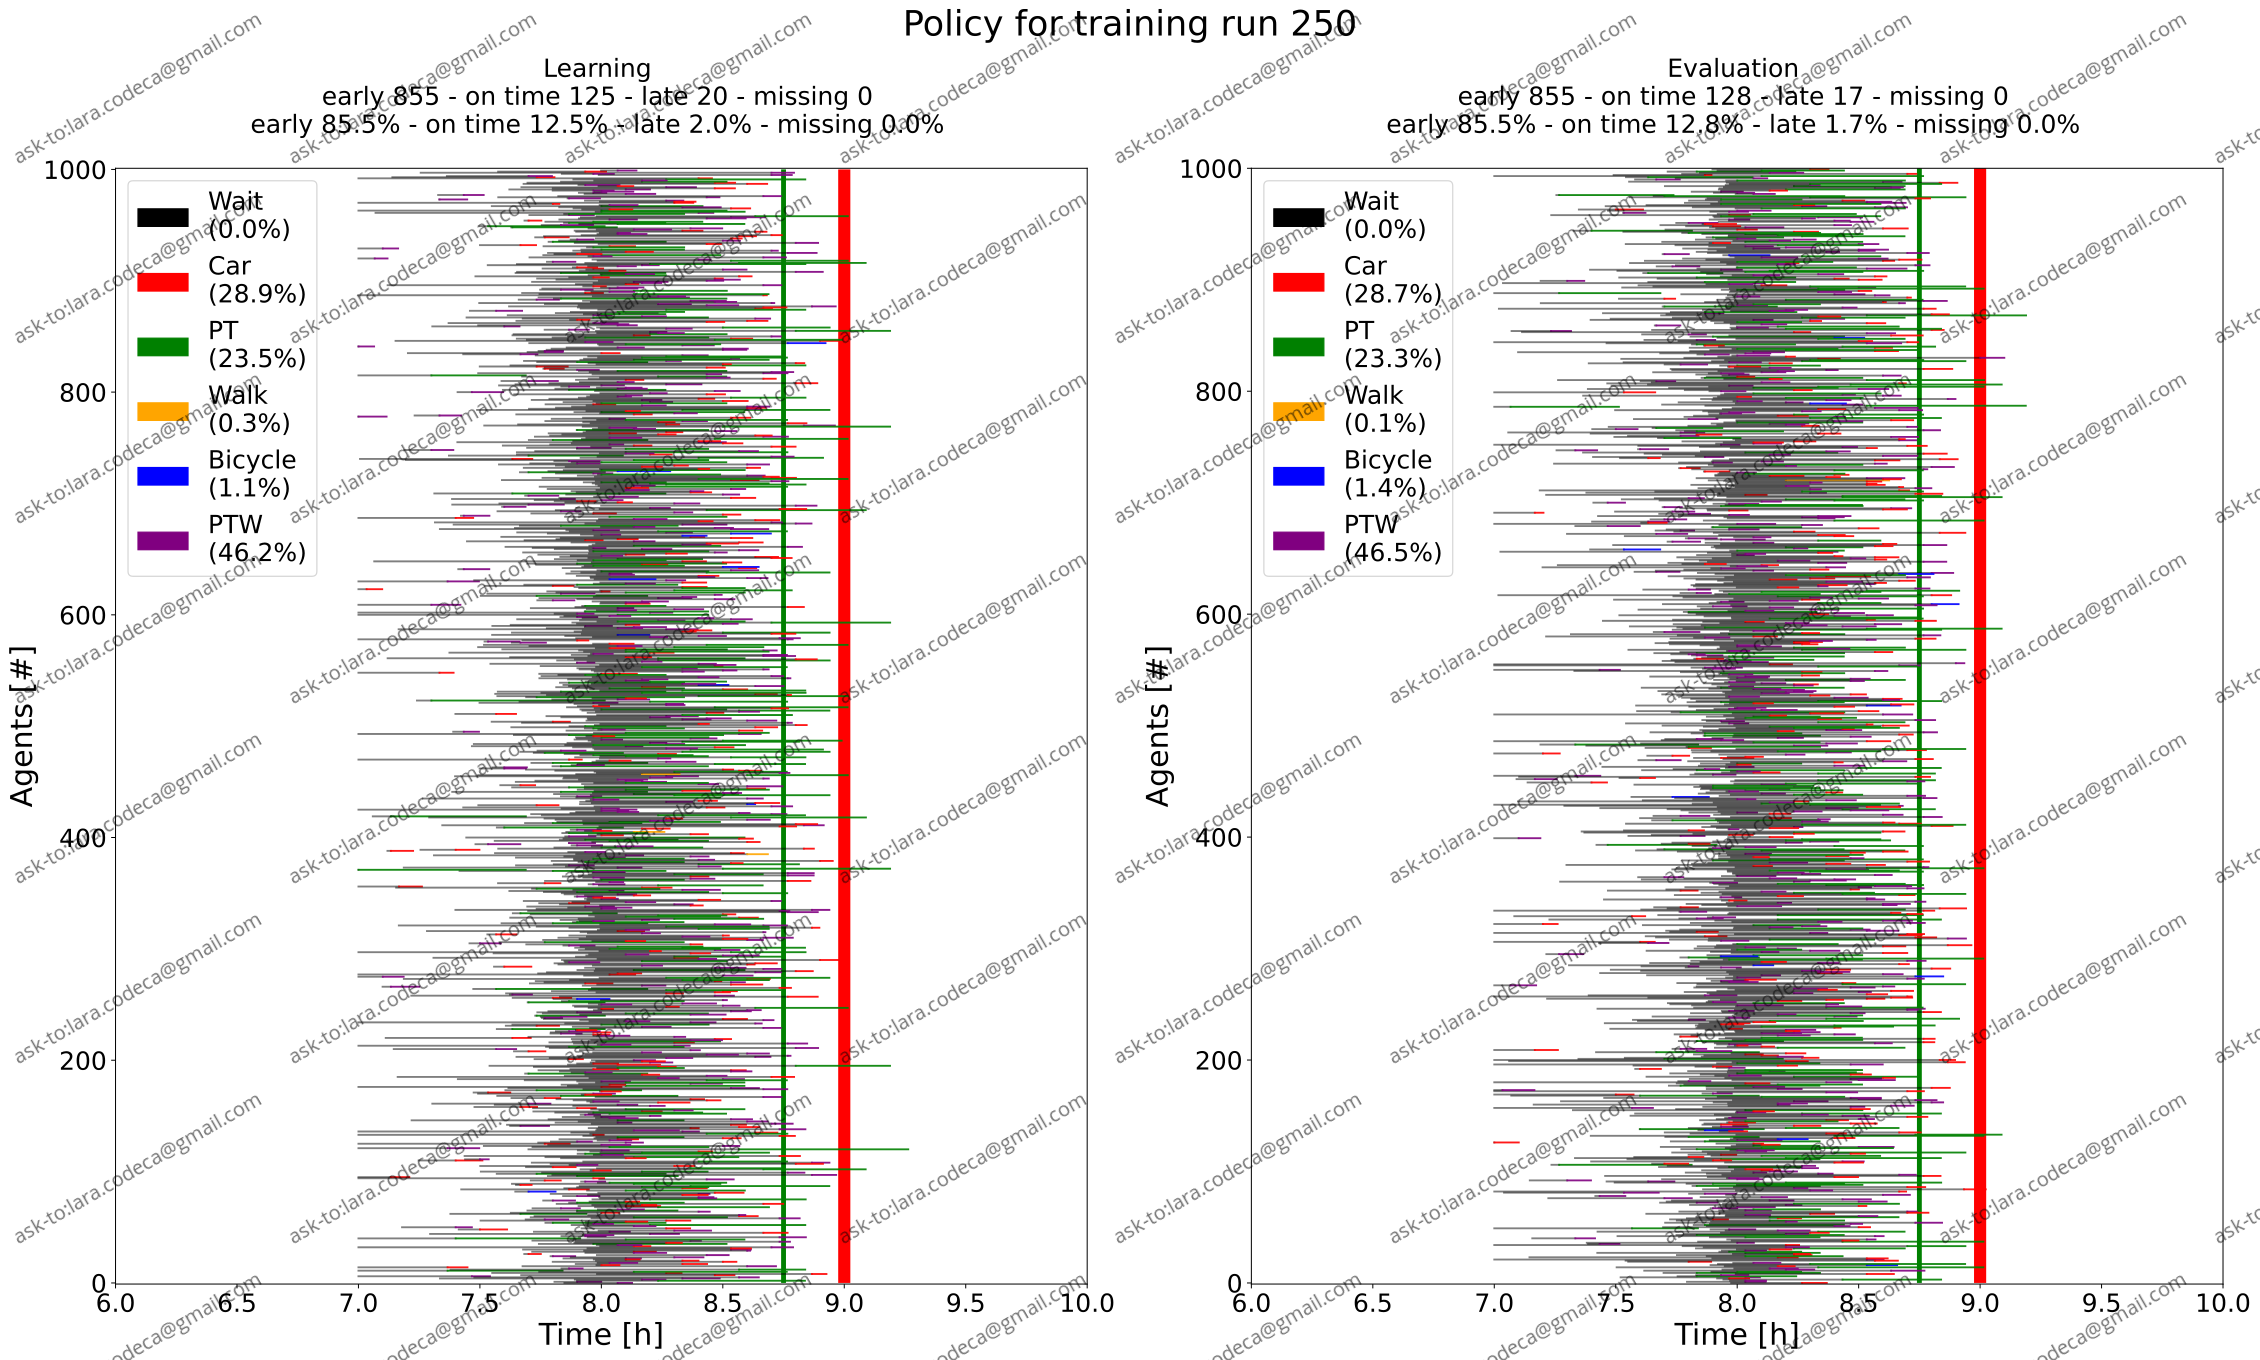 Policy for training run 250
Learning
early 855 - on time 125 - late 20 - missing 0
early 85.5% - on time 12.5% - late 2.0% - missing 0.0%
Wait
(0.0%)
Car
(28.9%)
PT
(23.5%)
Walk
(0.3%)
Bicycle
(1.1%)
PTW
(46.2%)
1000
800
600
400
200
0
Agents [#]
6.0 6.5 7.0 7.5 8.0 8.5 9.0 9.5 10.0
Time [h]
Evaluation
early 855 - on time 128 - late 17 - missing 0
early 85.5% - on time 12.8% - late 1.7% - missing 0.0%
Wait
(0.0%)
Car
(28.7%)
PT
(23.3%)
Walk
(0.1%)
Bicycle
(1.4%)
PTW
(46.5%)
1000
800
600
400
200
0
Agents [#]
6.0 6.5 7.0 7.5 8.0 8.5 9.0 9.5 10.0
Time [h]
ask-to:lara.codeca@gmail.com